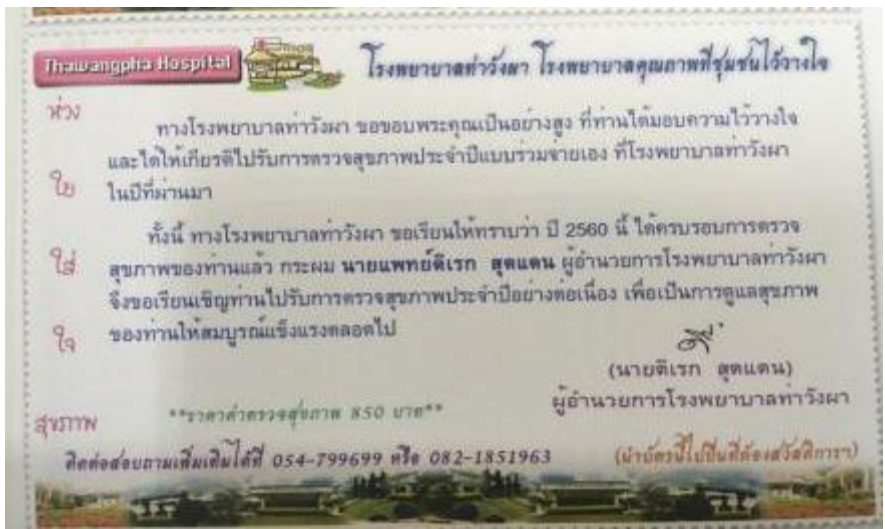 Thawangpha Hospital
โรงพยาบาลท่าวังผา โรงพยาบาลคุณภาพที่ชุมชนไว้วางใจ
ห่วง
ทางโรงพยาบาลท่าวังผา ขอขอบพระคุณเป็นอย่างสูง ที่ท่านได้มอบความไว้วางใจ
และได้ให้เกียรติไปรับการตรวจสุขภาพประจำปีแบบร่วมจ่ายเอง ที่โรงพยาบาลท่าวังผา
ใย
ในปีที่ผ่านมา
ทั้งนี้ ทางโรงพยาบาลท่าวังผา ขอเรียนให้ทราบว่า ปี 2560 นี้ ได้ครบรอบการตรวจ
ใส่
สุขภาพของท่านแล้ว กระผม นายแพทย์ดิเรก สุดแดน ผู้อำนวยการโรงพยาบาลท่าวังผา
จึงขอเรียนเชิญท่านไปรับการตรวจสุขภาพประจำปีอย่างต่อเนื่อง เพื่อเป็นการดูแลสุขภาพ
ใจ
ของท่านให้สมบูรณ์แข็งแรงตลอดไป
(นายดิเรก สุดแดน)
ผู้อำนวยการโรงพยาบาลท่าวังผา
สุขภาพ
**ราคาค่าตรวจสุขภาพ 850 บาท**
ติดต่อสอบถามเพิ่มเติมได้ที่ 054-799699 หรือ 082-1851963
(นำบัตรนี้ไปยื่นที่ห้องสวัสดิการฯ)